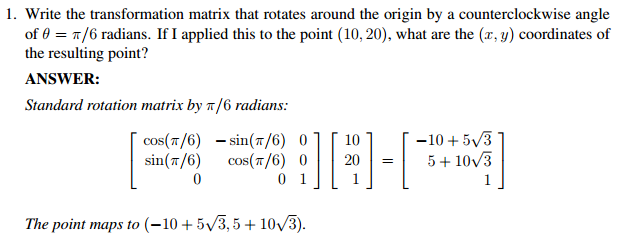 1. Write the transformation matrix that rotates around the origin by a counterclockwise angle
of θ = π/6 radians. If I applied this to the point (10, 20), what are the (x, y) coordinates of
the resulting point?
ANSWER:
Standard rotation matrix by π/6 radians:
[ cos(π/6) − sin(π/6) 0 ] [ 10 ] [ −10 + 5√3 ]
[ sin(π/6) cos(π/6) 0 ] [ 20 ] = [ 5 + 10√3 ]
[ 0 0 1 ] [ 1 ] [ 1 ]
The point maps to (−10 + 5√3, 5 + 10√3).